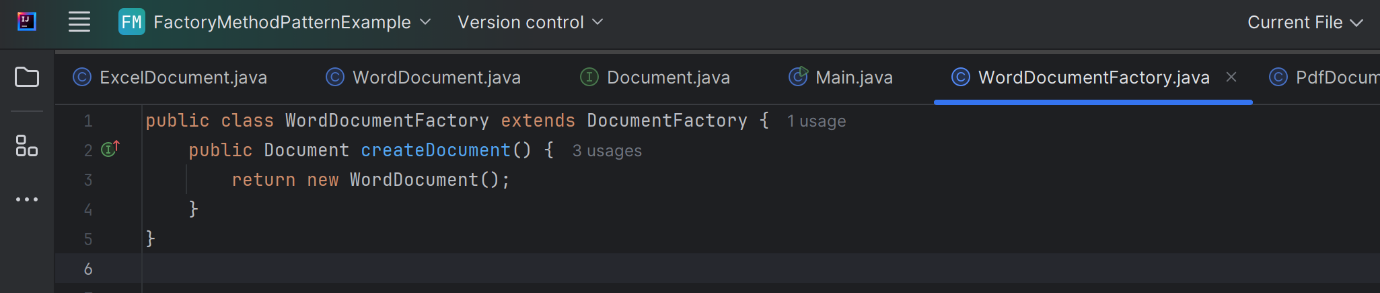 FM FactoryMethodPatternExample Version control Current File
ExcelDocument.java WordDocument.java Document.java Main.java WordDocumentFactory.java PdfDocum
1 public class WordDocumentFactory extends DocumentFactory { 1 usage
2 public Document createDocument() { 3 usages
3 return new WordDocument();
4 }
5 }
6